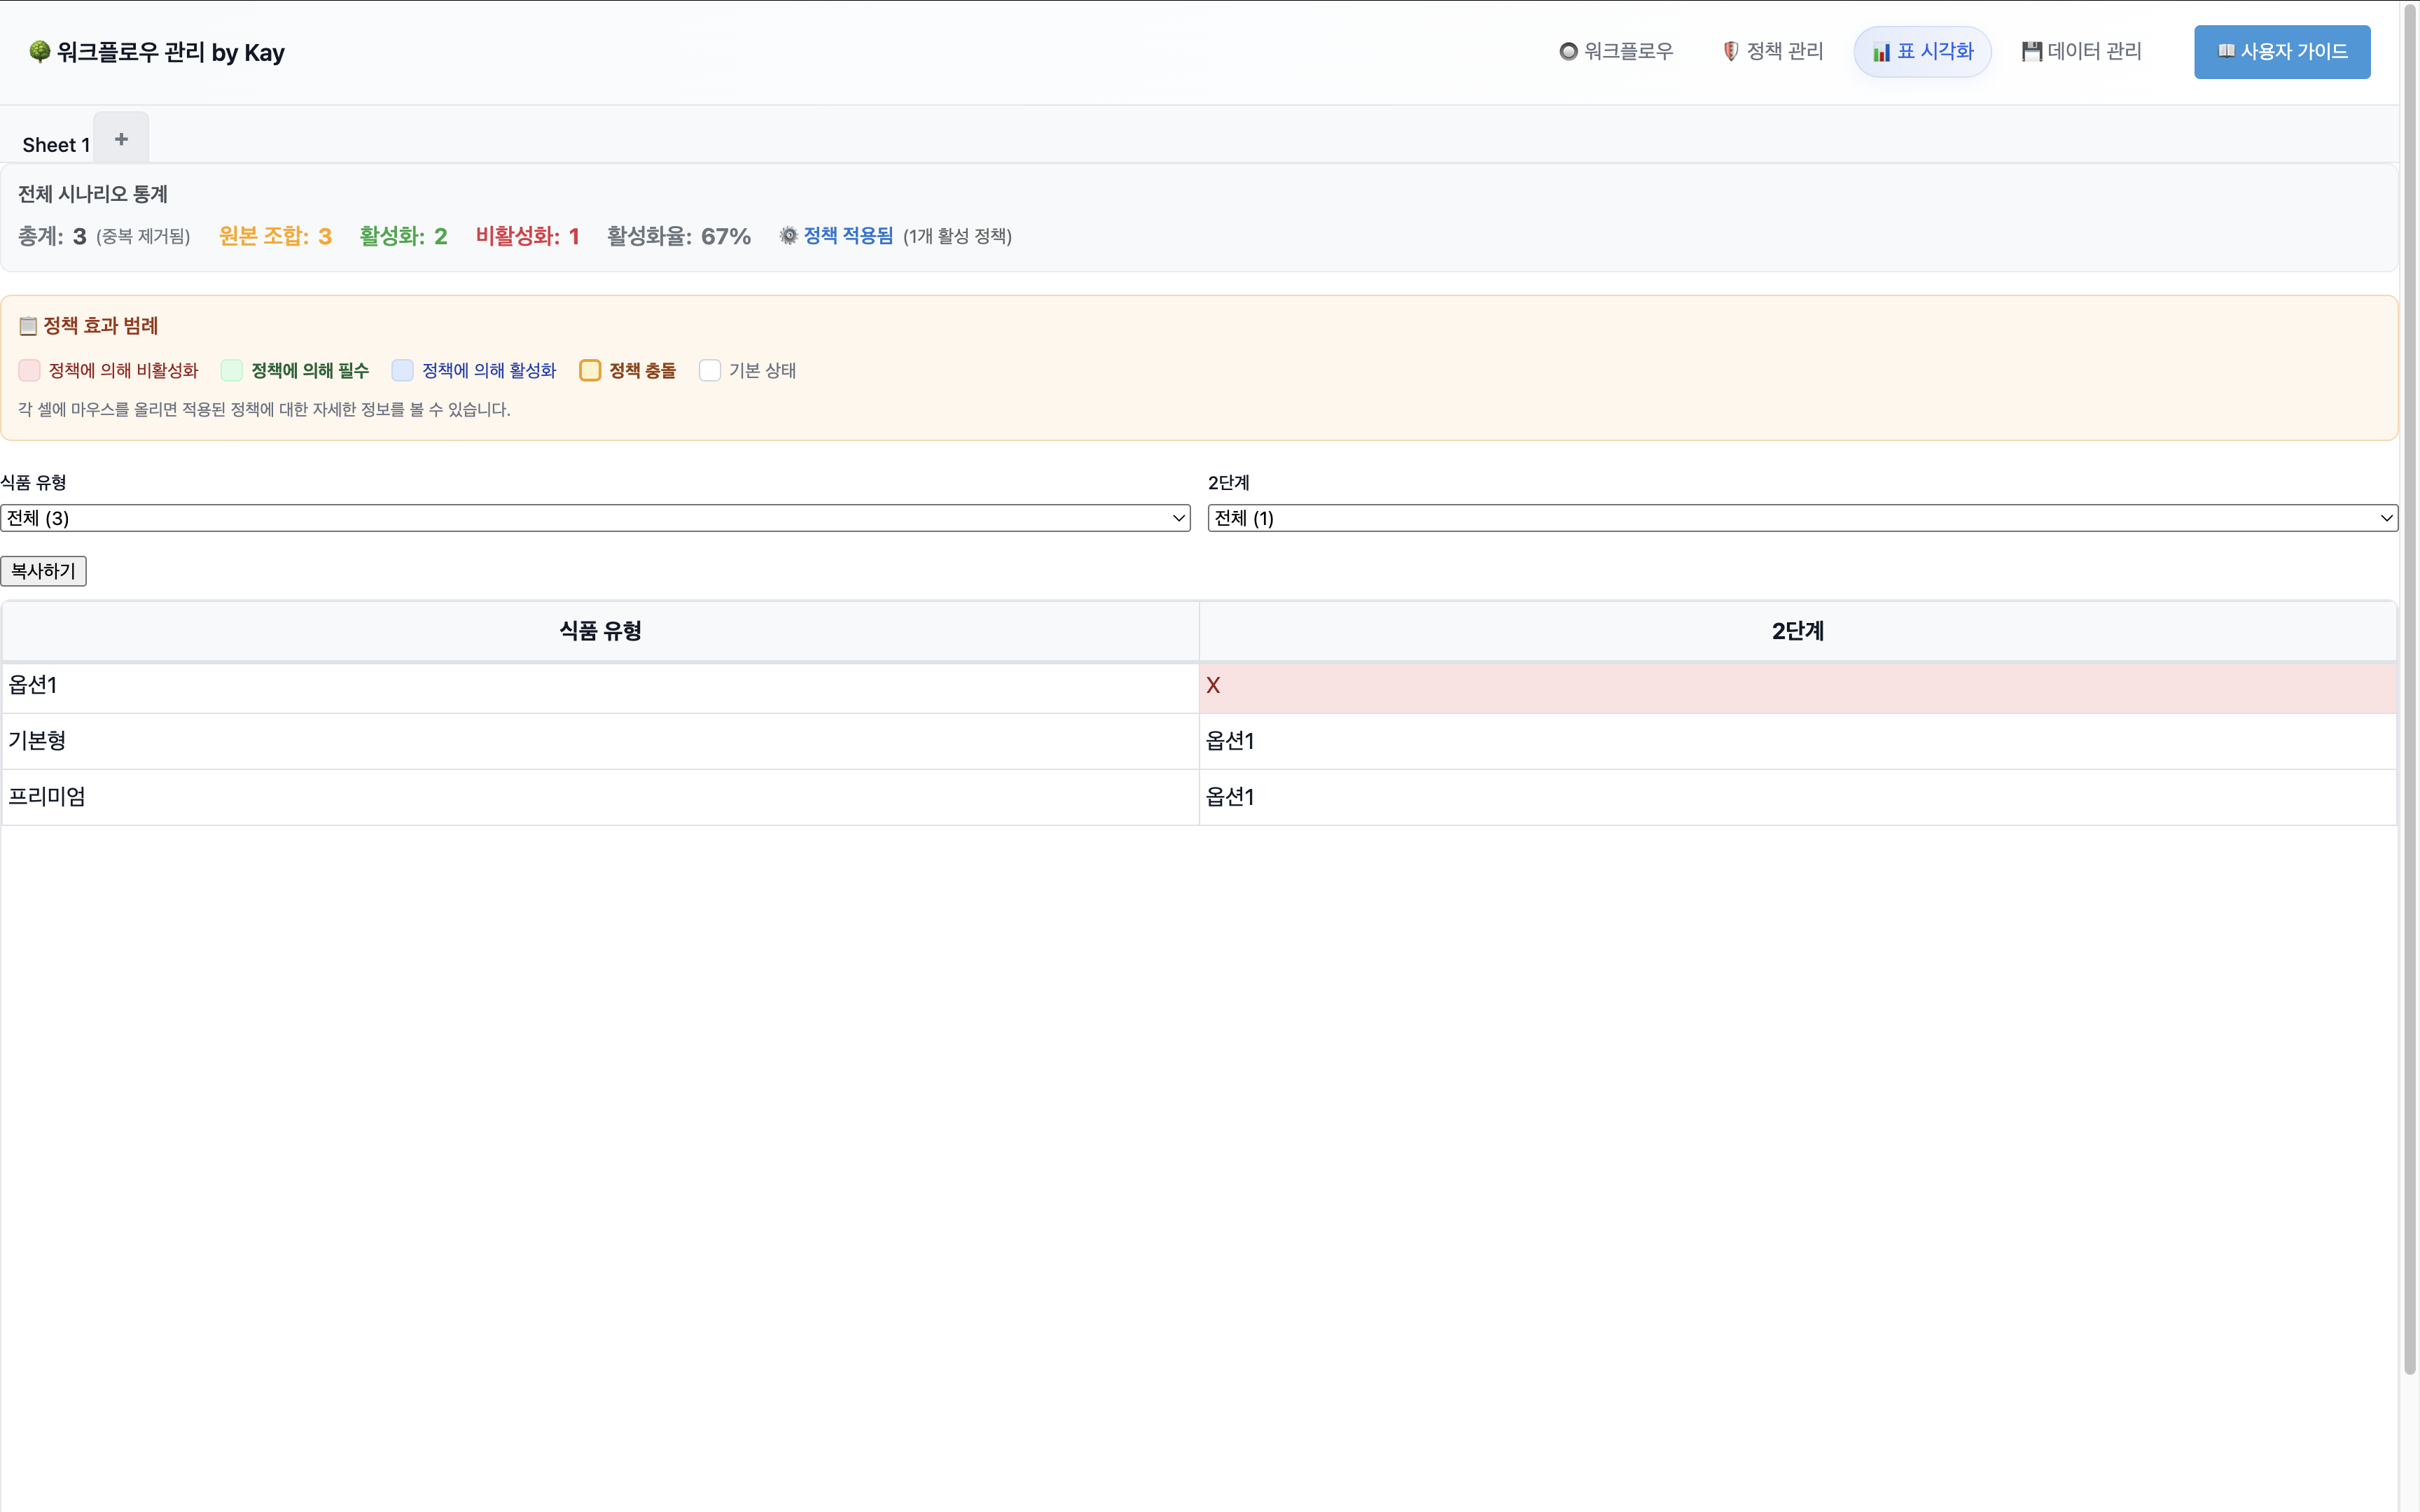 워크플로우 관리 by Kay
워크플로우 정책 관리 표 시각화 데이터 관리 사용자 가이드
Sheet 1 +
전체 시나리오 통계
총계: 3 (중복 제거됨) 원본 조합: 3 활성화: 2 비활성화: 1 활성화율: 67% 정책 적용됨 (1개 활성 정책)
정책 효과 범례
정책에 의해 비활성화 정책에 의해 필수 정책에 의해 활성화 정책 충돌 기본 상태
각 셀에 마우스를 올리면 적용된 정책에 대한 자세한 정보를 볼 수 있습니다.
식품 유형 2단계
전체 (3) 전체 (1)
복사하기
식품 유형 2단계
옵션1 X
기본형 옵션1
프리미엄 옵션1